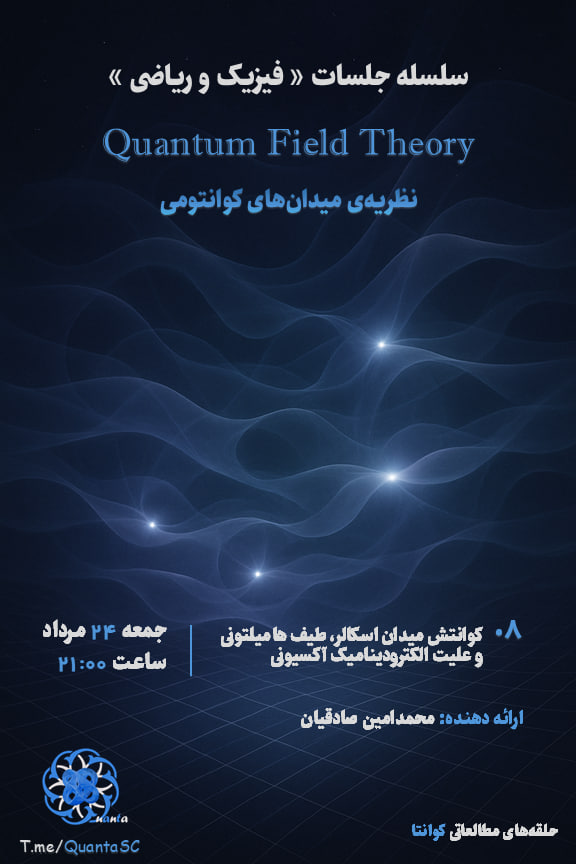 سلسله جلسات « فیزیک و ریاضی »
Quantum Field Theory
نظریه‌ی میدان‌های کوانتومی
۰۸
کوانتش میدان اسکالر، طیف هامیلتونی
و علیت الکترودینامیک آکسیونی
جمعه ۲۴ مرداد
ساعت ۲۱:۰۰
ارائه دهنده: محمدامین صادقیان
حلقه‌های مطالعاتی کوانتا
Quanta
T.me/QuantaSC